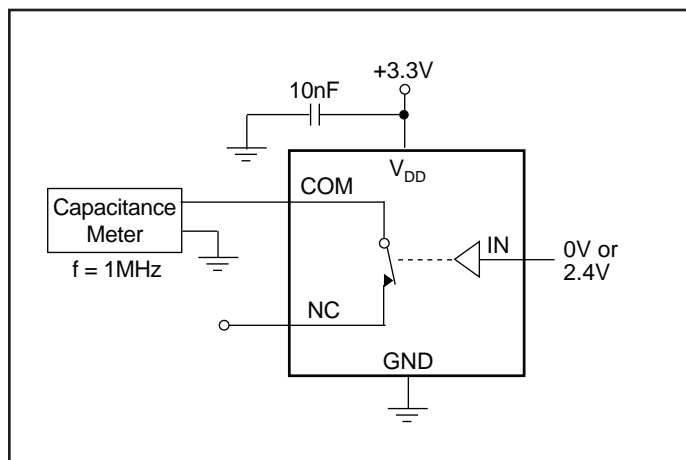 +3.3V
10nF
V_DD
COM
Capacitance
Meter
f = 1MHz
IN
0V or
2.4V
NC
GND